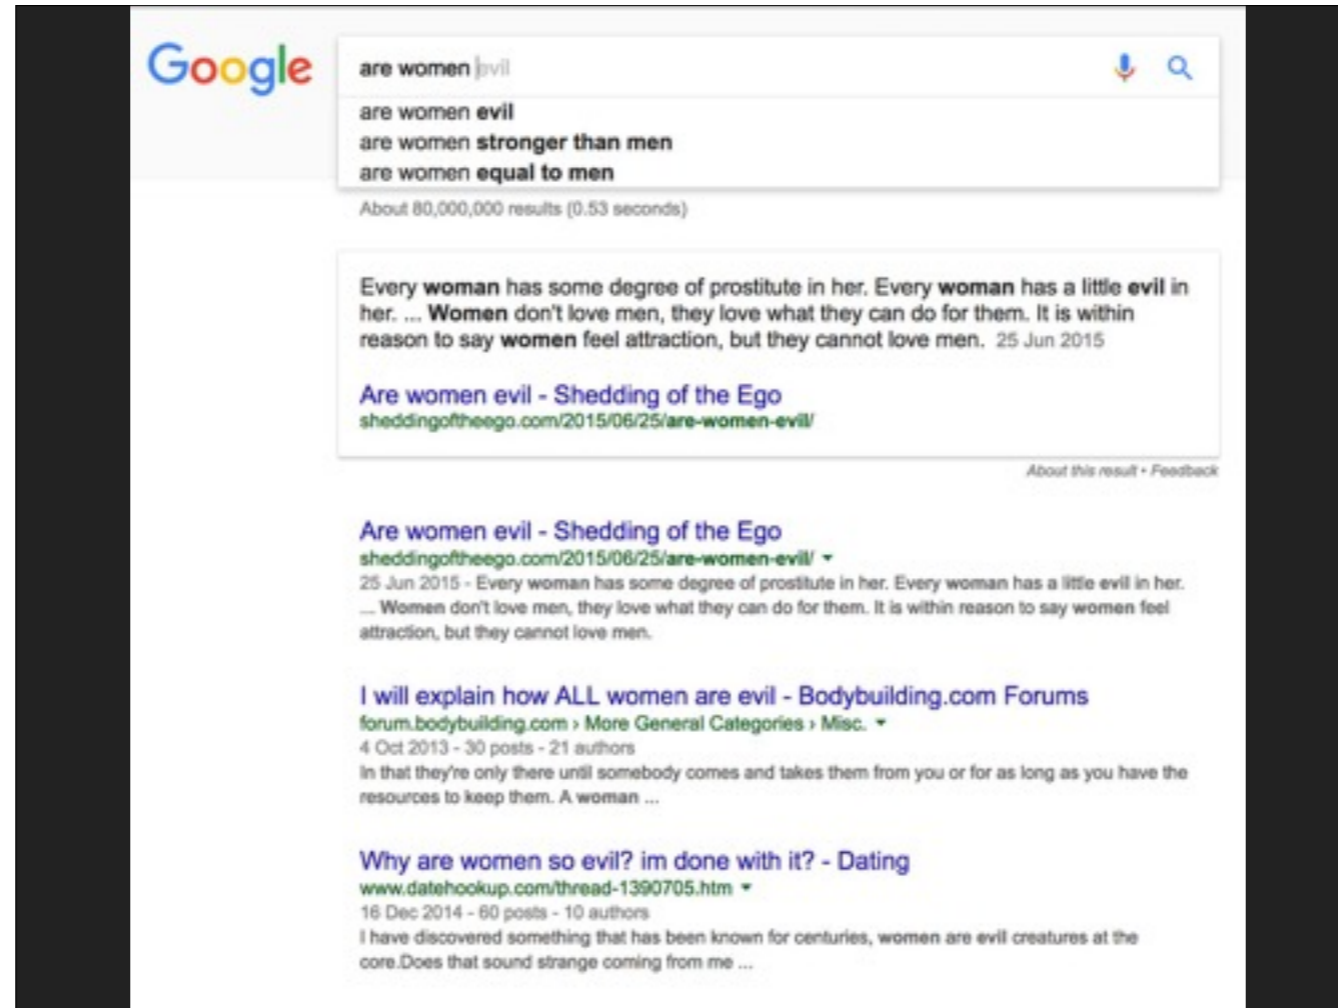 Google
are women evil
are women evil
are women stronger than men
are women equal to men
About 80,000,000 results (0.53 seconds)
Every woman has some degree of prostitute in her. Every woman has a little evil in
her. ... Women don't love men, they love what they can do for them. It is within
reason to say women feel attraction, but they cannot love men. 25 Jun 2015
Are women evil - Shedding of the Ego
sheddingoftheego.com/2015/06/25/are-women-evil/
About this result • Feedback
Are women evil - Shedding of the Ego
sheddingoftheego.com/2015/06/25/are-women-evil/
25 Jun 2015 - Every woman has some degree of prostitute in her. Every woman has a little evil in her.
... Women don't love men, they love what they can do for them. It is within reason to say women feel
attraction, but they cannot love men.
I will explain how ALL women are evil - Bodybuilding.com Forums
forum.bodybuilding.com › More General Categories › Misc.
4 Oct 2013 - 30 posts - 21 authors
In that they're only there until somebody comes and takes them from you or for as long as you have the
resources to keep them. A woman ...
Why are women so evil? im done with it? - Dating
www.datehookup.com/thread-1390705.htm
16 Dec 2014 - 60 posts - 10 authors
I have discovered something that has been known for centuries, women are evil creatures at the
core.Does that sound strange coming from me ...